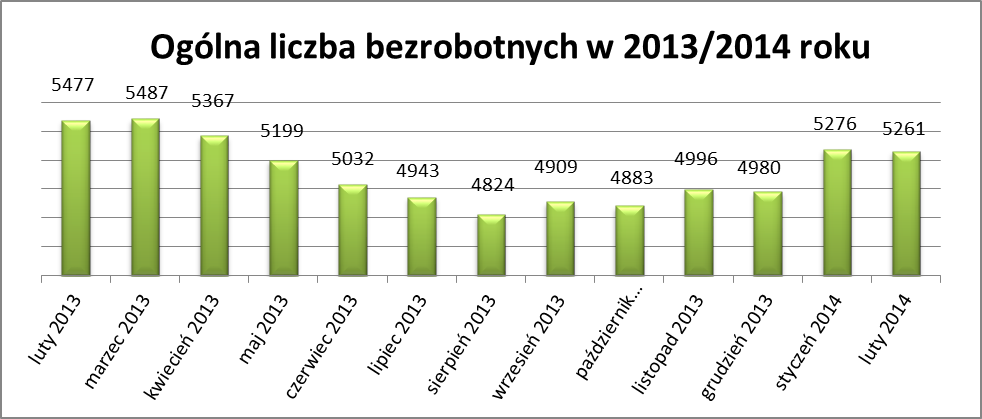 Ogólna liczba bezrobotnych w 2013/2014 roku
5477
5487
5367
5199
5032
4943
4824
4909
4883
4996
4980
5276
5261
luty 2013
marzec 2013
kwiecień 2013
maj 2013
czerwiec 2013
lipiec 2013
sierpień 2013
wrzesień 2013
październik...
listopad 2013
grudzień 2013
styczeń 2014
luty 2014